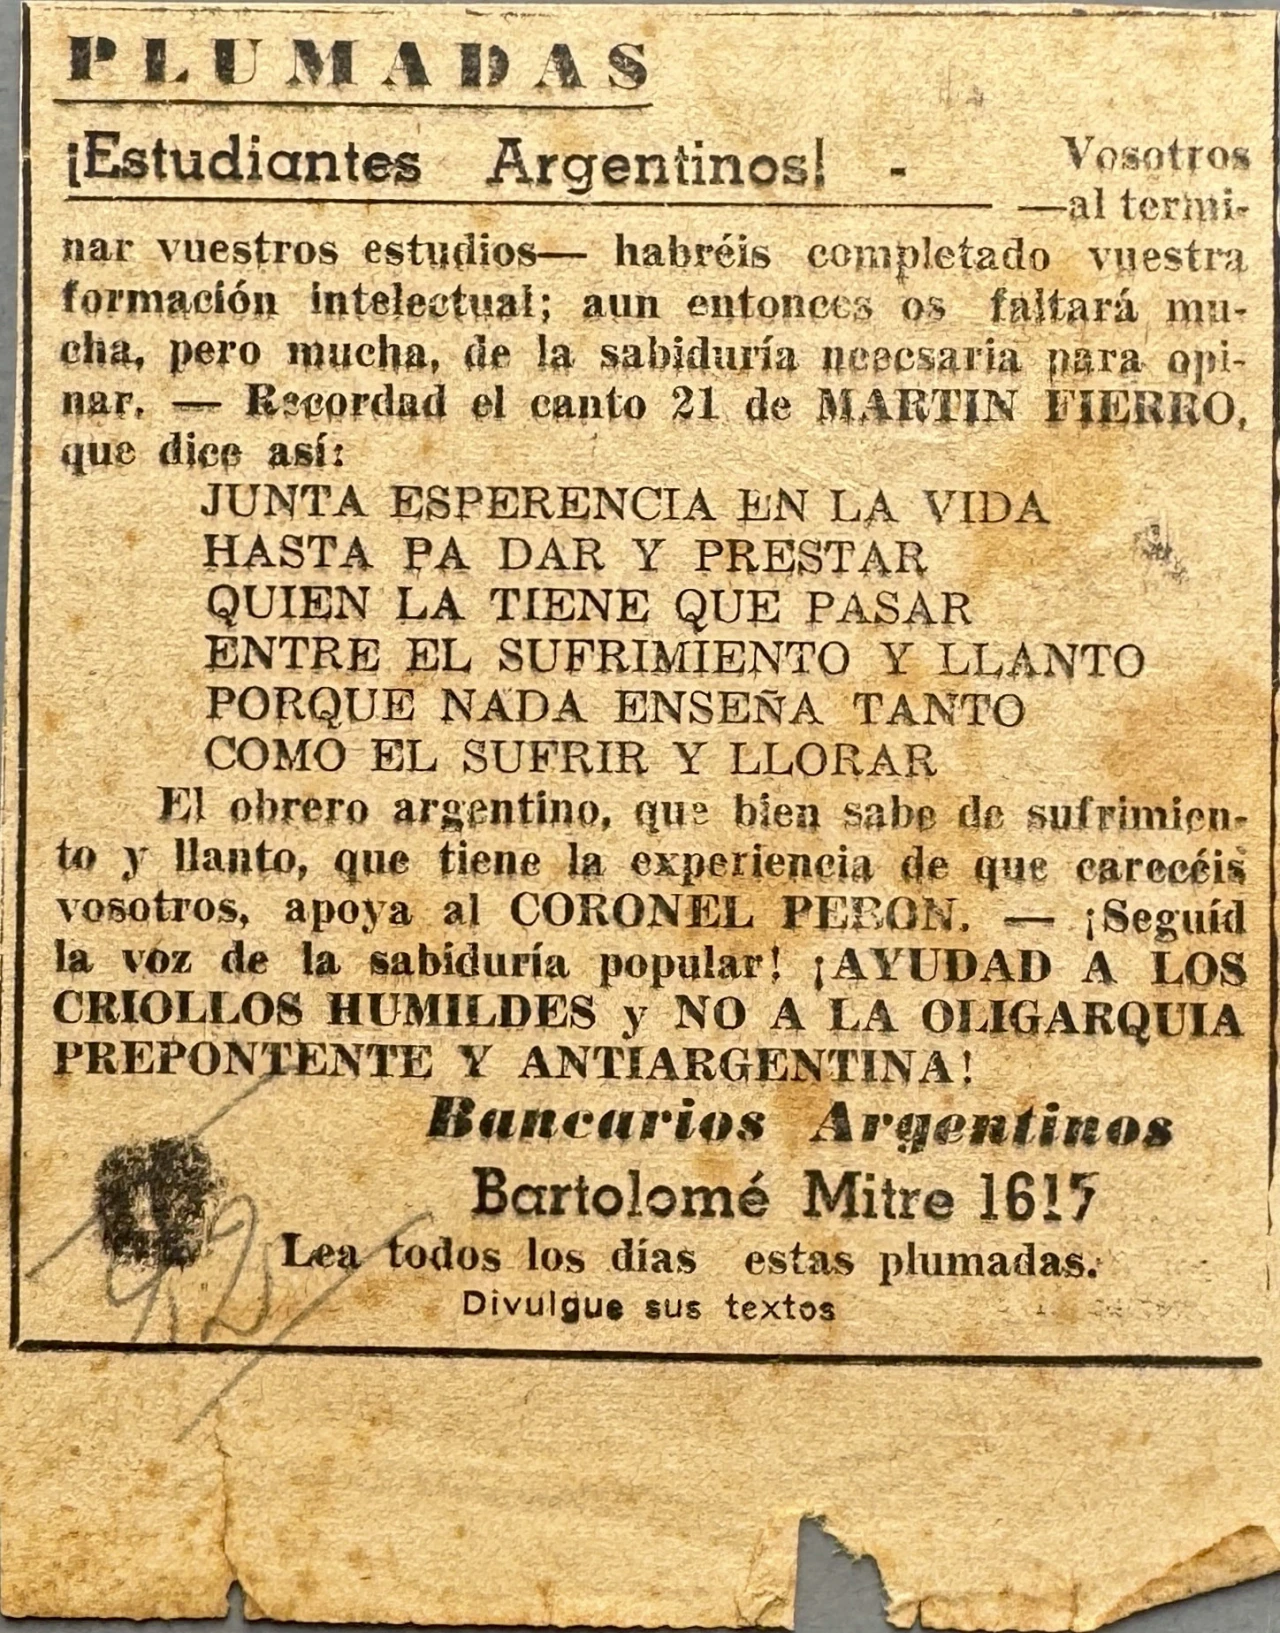 PLUMADAS
¡Estudiantes Argentinos! - Vosotros
—al termi-
nar vuestros estudios— habréis completado vuestra
formación intelectual; aun entonces os faltará mu-
cha, pero mucha, de la sabiduría neecsaria para opi-
nar. — Recordad el canto 21 de MARTIN FIERRO,
que dice así:
JUNTA ESPERENCIA EN LA VIDA
HASTA PA DAR Y PRESTAR
QUIEN LA TIENE QUE PASAR
ENTRE EL SUFRIMIENTO Y LLANTO
PORQUE NADA ENSEÑA TANTO
COMO EL SUFRIR Y LLORAR
El obrero argentino, que bien sabe de sufrimien-
to y llanto, que tiene la experiencia de que carecéis
vosotros, apoya al CORONEL PERON. — ¡Seguíd
la voz de la sabiduría popular! ¡AYUDAD A LOS
CRIOLLOS HUMILDES y NO A LA OLIGARQUIA
PREPONTENTE Y ANTIARGENTINA!
Bancarios Argentinos
Bartolomé Mitre 1617
Lea todos los días estas plumadas.
Divulgue sus textos